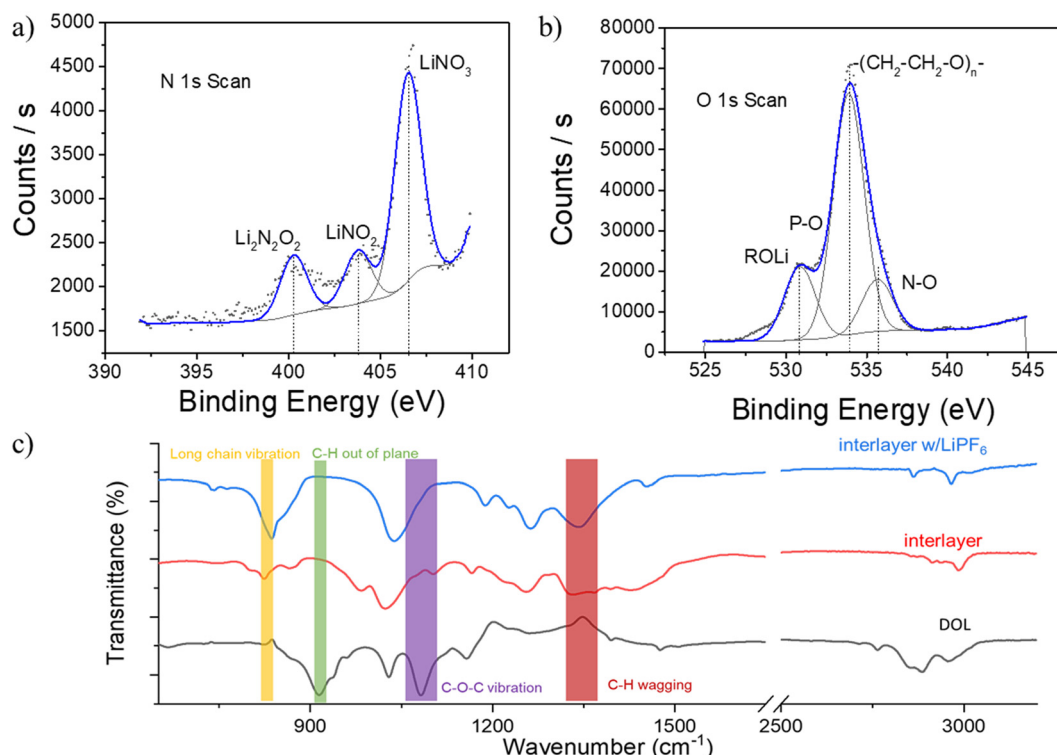 a)
N 1s Scan
LiNO3
LiNO2
Li2N2O2
5000
4500
4000
3500
3000
2500
2000
1500
Counts / s
390 395 400 405 410
Binding Energy (eV)
b)
O 1s Scan
-(CH2-CH2-O)n-
P-O
ROLi
N-O
80000
70000
60000
50000
40000
30000
20000
10000
0
Counts / s
525 530 535 540 545
Binding Energy (eV)
c)
Long chain vibration
C-H out of plane
interlayer w/LiPF6
interlayer
DOL
C-O-C vibration
C-H wagging
Transmittance (%)
900 1200 1500 2500 3000
Wavenumber (cm-1)